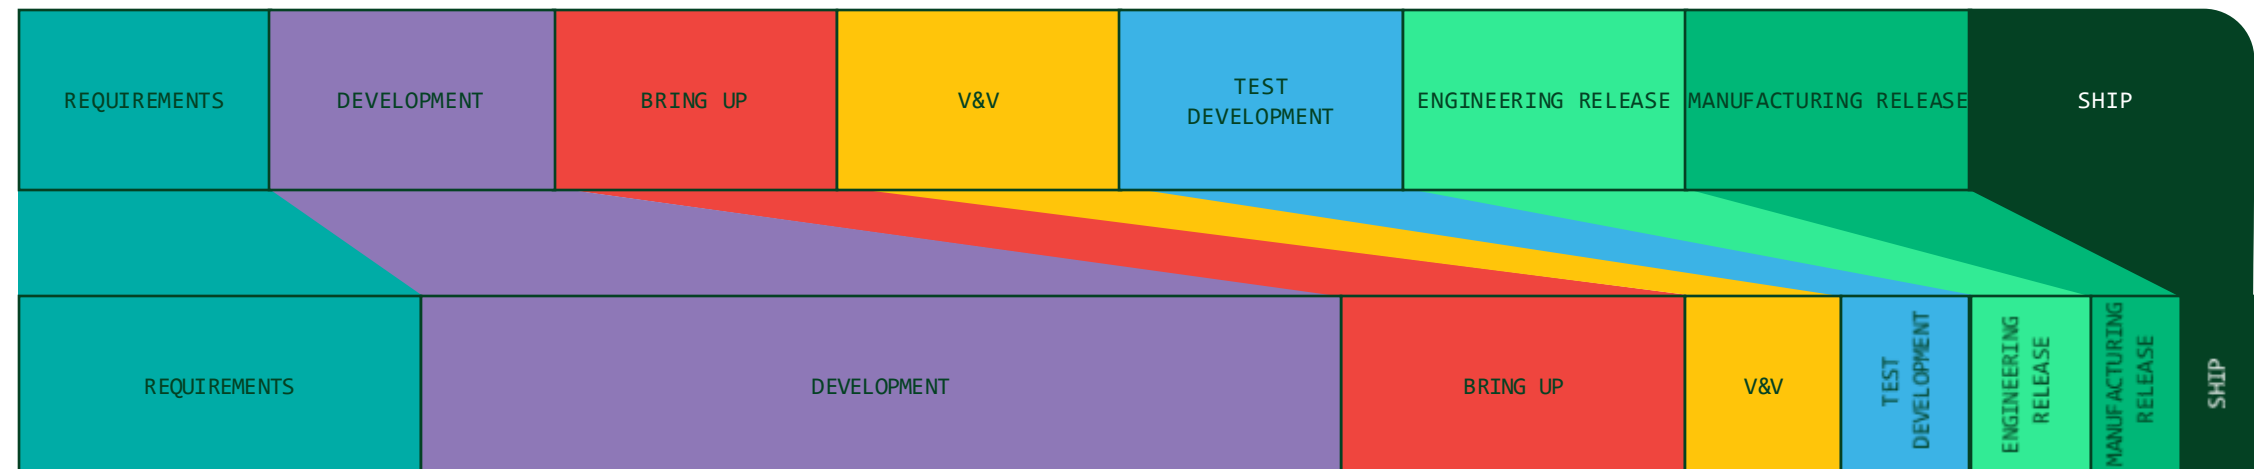 REQUIREMENTS
DEVELOPMENT
BRING UP
V&V
TEST
DEVELOPMENT
ENGINEERING RELEASE
MANUFACTURING RELEASE
SHIP
REQUIREMENTS
DEVELOPMENT
BRING UP
V&V
TEST
DEVELOPMENT
ENGINEERING
RELEASE
MANUFACTURING
RELEASE
SHIP